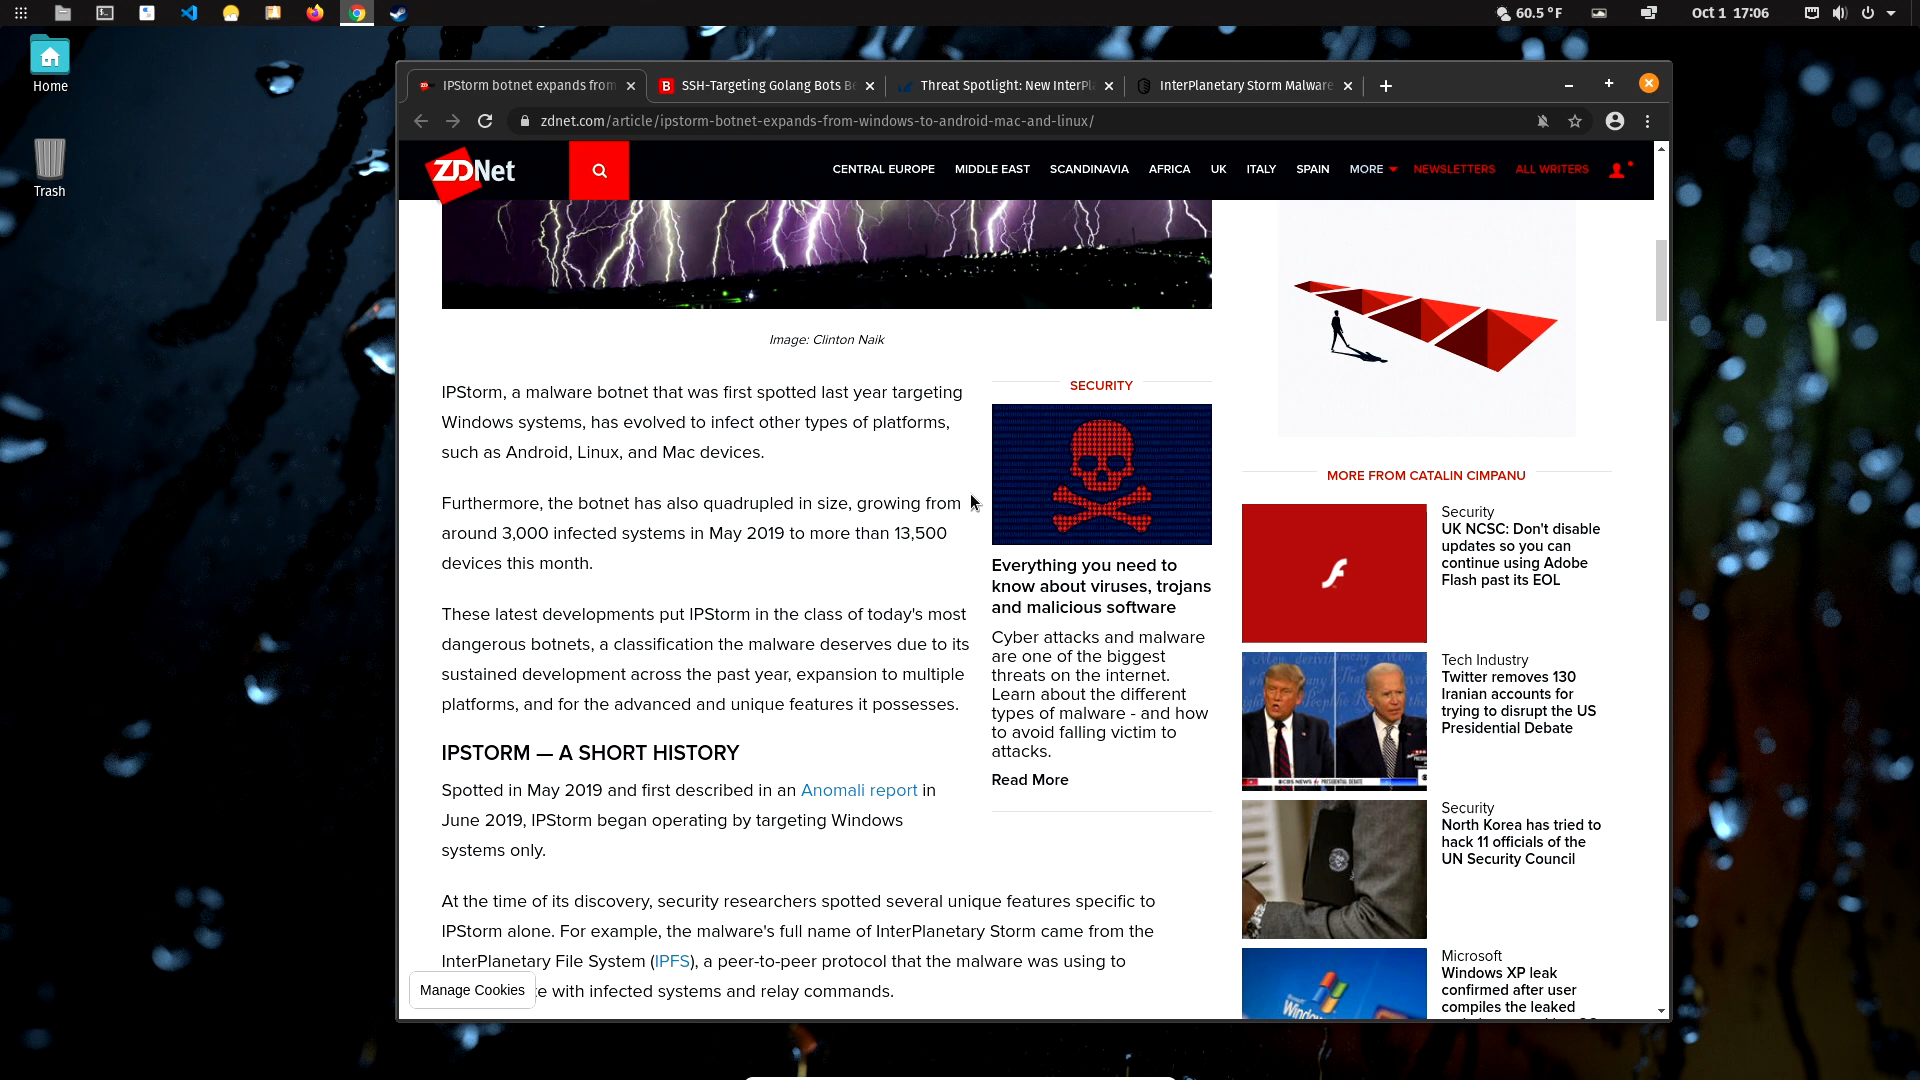 60.5 °F
Oct 1 17:06
Home
Trash
IPStorm botnet expands from
SSH-Targeting Golang Bots Be
Threat Spotlight: New InterPla
InterPlanetary Storm Malware
zdnet.com/article/ipstorm-botnet-expands-from-windows-to-android-mac-and-linux/
ZDNet
CENTRAL EUROPE MIDDLE EAST SCANDINAVIA AFRICA UK ITALY SPAIN MORE NEWSLETTERS ALL WRITERS
Image: Clinton Naik
IPStorm, a malware botnet that was first spotted last year targeting
Windows systems, has evolved to infect other types of platforms,
such as Android, Linux, and Mac devices.
Furthermore, the botnet has also quadrupled in size, growing from
around 3,000 infected systems in May 2019 to more than 13,500
devices this month.
These latest developments put IPStorm in the class of today's most
dangerous botnets, a classification the malware deserves due to its
sustained development across the past year, expansion to multiple
platforms, and for the advanced and unique features it possesses.
IPSTORM — A SHORT HISTORY
Spotted in May 2019 and first described in an Anomali report in
June 2019, IPStorm began operating by targeting Windows
systems only.
At the time of its discovery, security researchers spotted several unique features specific to
IPStorm alone. For example, the malware's full name of InterPlanetary Storm came from the
InterPlanetary File System (IPFS), a peer-to-peer protocol that the malware was using to
te with infected systems and relay commands.
Manage Cookies
SECURITY
Everything you need to
know about viruses, trojans
and malicious software
Cyber attacks and malware
are one of the biggest
threats on the internet.
Learn about the different
types of malware - and how
to avoid falling victim to
attacks.
Read More
MORE FROM CATALIN CIMPANU
Security
UK NCSC: Don't disable
updates so you can
continue using Adobe
Flash past its EOL
Tech Industry
Twitter removes 130
Iranian accounts for
trying to disrupt the US
Presidential Debate
Security
North Korea has tried to
hack 11 officials of the
UN Security Council
Microsoft
Windows XP leak
confirmed after user
compiles the leaked